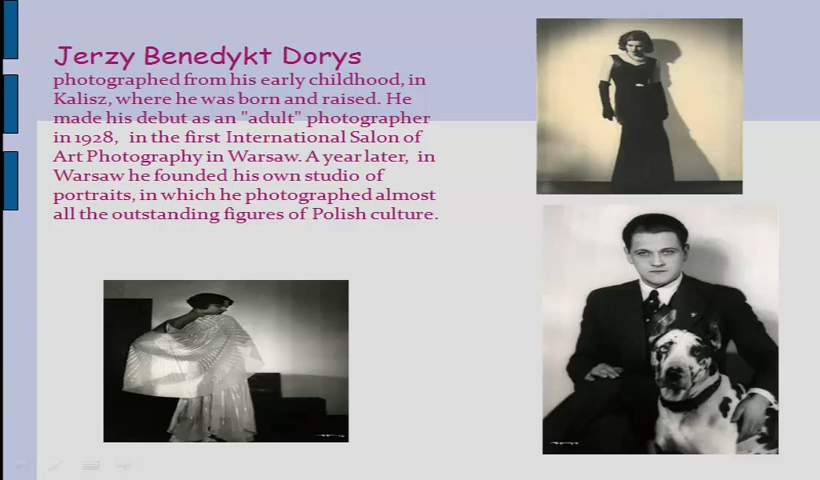 Jerzy Benedykt Dorys
photographed from his early childhood, in
Kalisz, where he was born and raised. He
made his debut as an "adult" photographer
in 1928, in the first International Salon of
Art Photography in Warsaw. A year later, in
Warsaw he founded his own studio of
portraits, in which he photographed almost
all the outstanding figures of Polish culture.